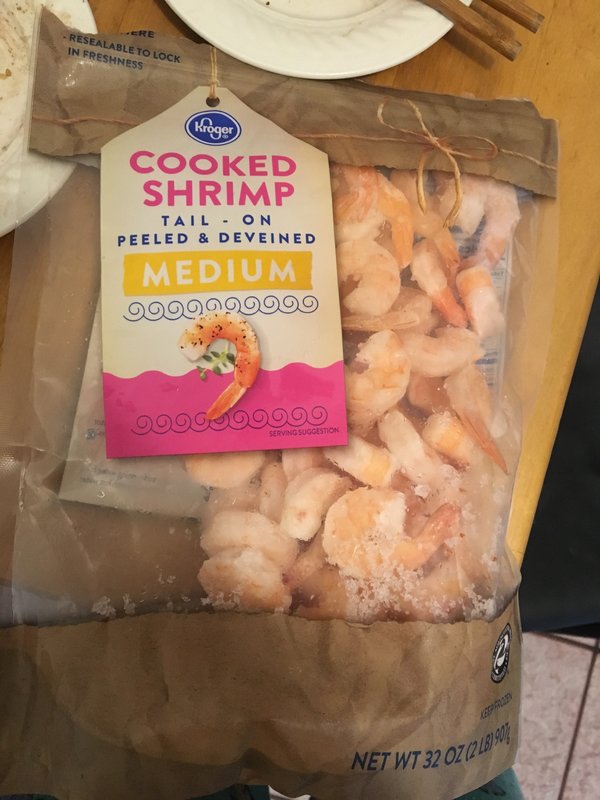 - RESEALABLE TO LOCK
IN FRESHNESS
Kroger
COOKED
SHRIMP
TAIL - ON
PEELED & DEVEINED
MEDIUM
SERVING SUGGESTION
KEEP FROZEN
NET WT 32 OZ (2 LB) 907g